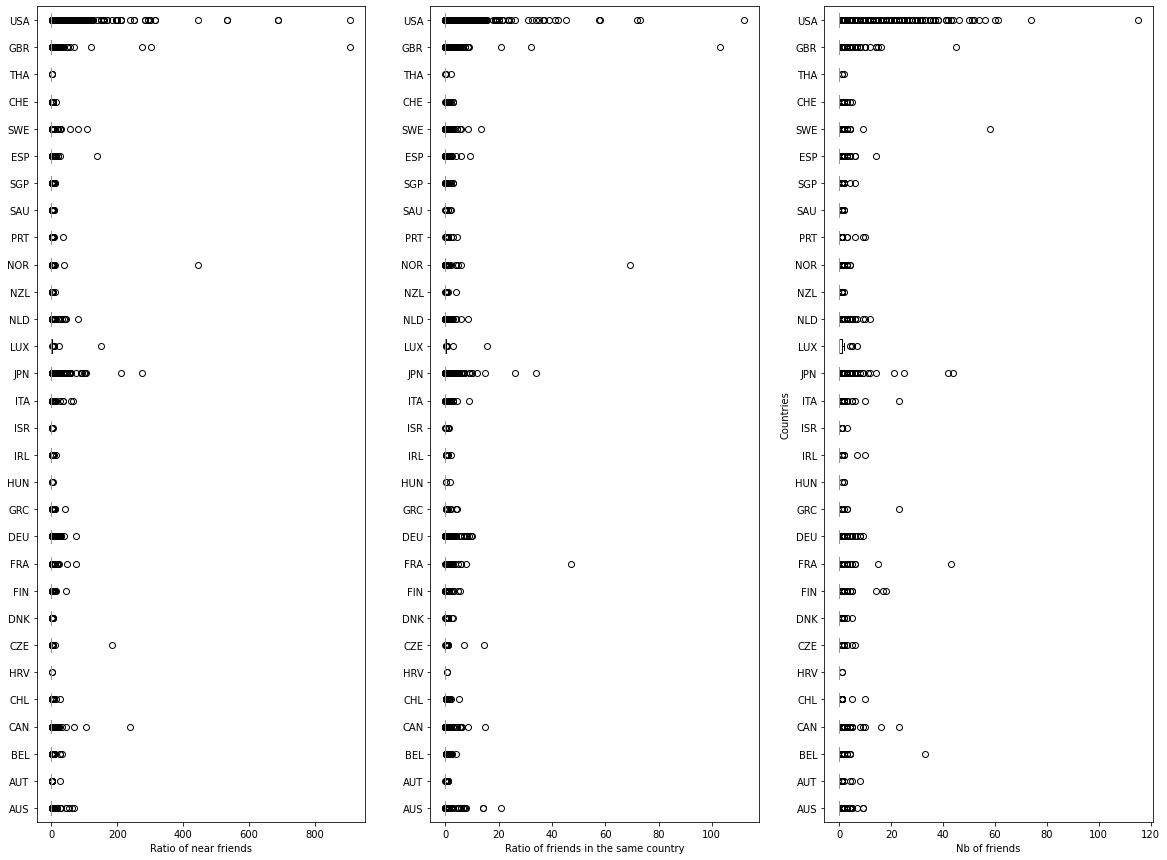 USA
GBR
THA
CHE
SWE
ESP
SGP
SAU
PRT
NOR
NZL
NLD
LUX
JPN
ITA
ISR
IRL
HUN
GRC
DEU
FRA
FIN
DNK
CZE
HRV
CHL
CAN
BEL
AUT
AUS
0 200 400 600 800
Ratio of near friends
USA
GBR
THA
CHE
SWE
ESP
SGP
SAU
PRT
NOR
NZL
NLD
LUX
JPN
ITA
ISR
IRL
HUN
GRC
DEU
FRA
FIN
DNK
CZE
HRV
CHL
CAN
BEL
AUT
AUS
0 20 40 60 80 100
Ratio of friends in the same country
Countries
USA
GBR
THA
CHE
SWE
ESP
SGP
SAU
PRT
NOR
NZL
NLD
LUX
JPN
ITA
ISR
IRL
HUN
GRC
DEU
FRA
FIN
DNK
CZE
HRV
CHL
CAN
BEL
AUT
AUS
0 20 40 60 80 100 120
Nb of friends